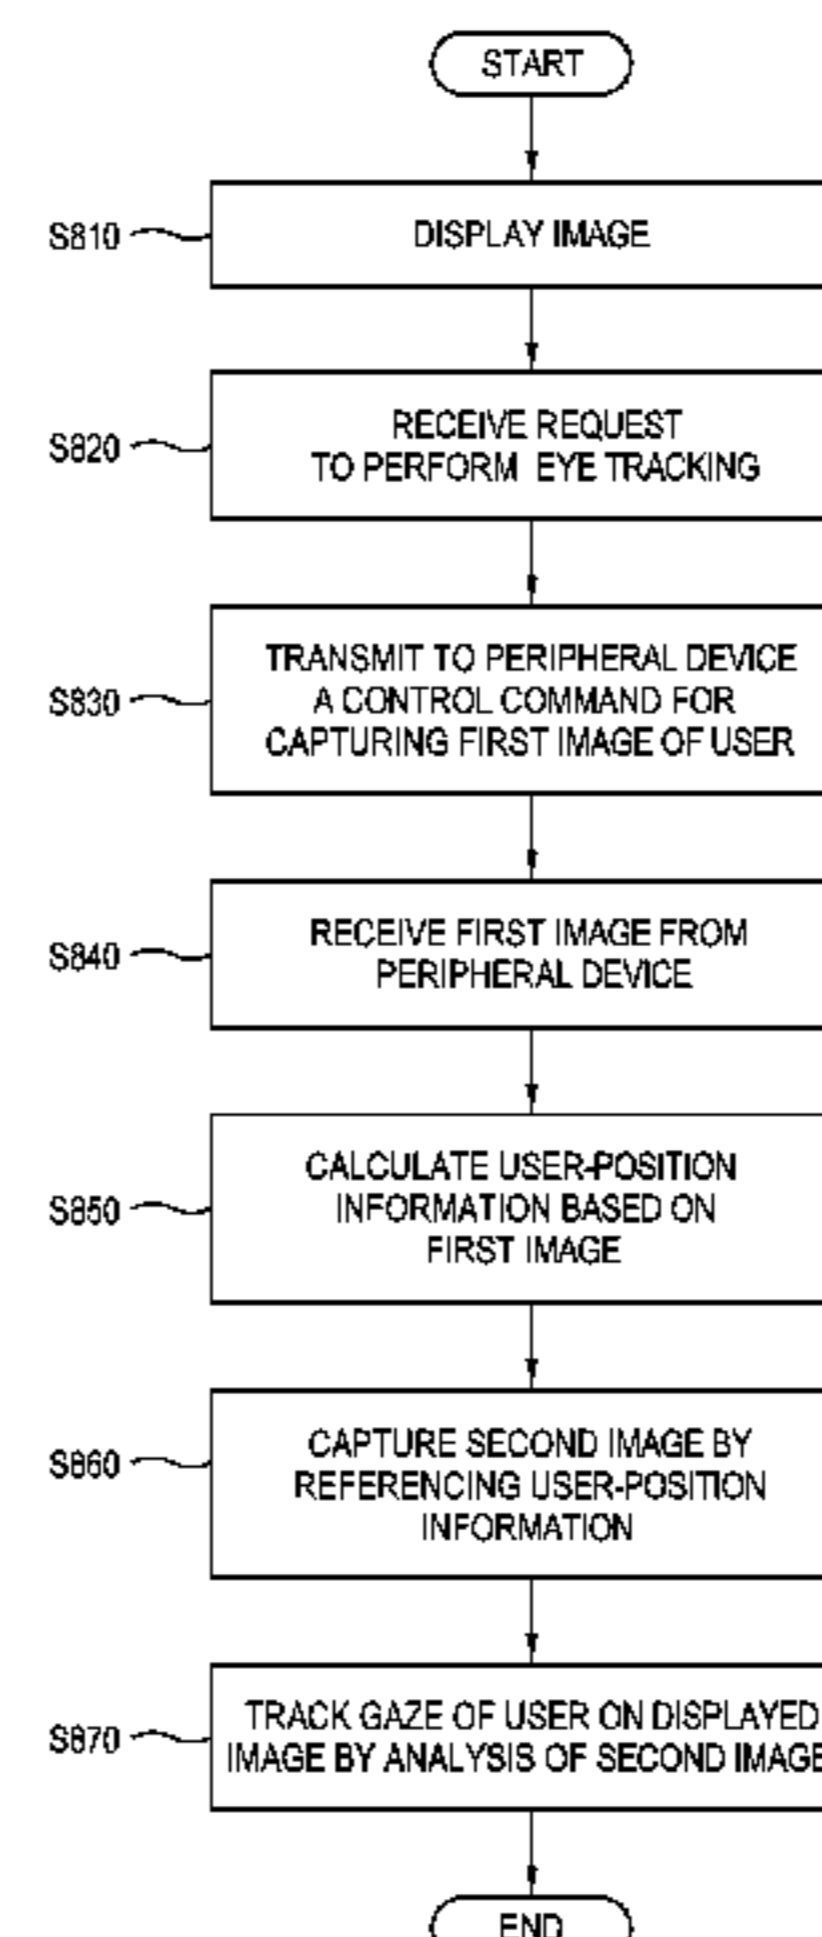 START
S810
DISPLAY IMAGE
S820
RECEIVE REQUEST
TO PERFORM EYE TRACKING
S830
TRANSMIT TO PERIPHERAL DEVICE
A CONTROL COMMAND FOR
CAPTURING FIRST IMAGE OF USER
S840
RECEIVE FIRST IMAGE FROM
PERIPHERAL DEVICE
S850
CALCULATE USER-POSITION
INFORMATION BASED ON
FIRST IMAGE
S860
CAPTURE SECOND IMAGE BY
REFERENCING USER-POSITION
INFORMATION
S870
TRACK GAZE OF USER ON DISPLAYED
IMAGE BY ANALYSIS OF SECOND IMAGE
END